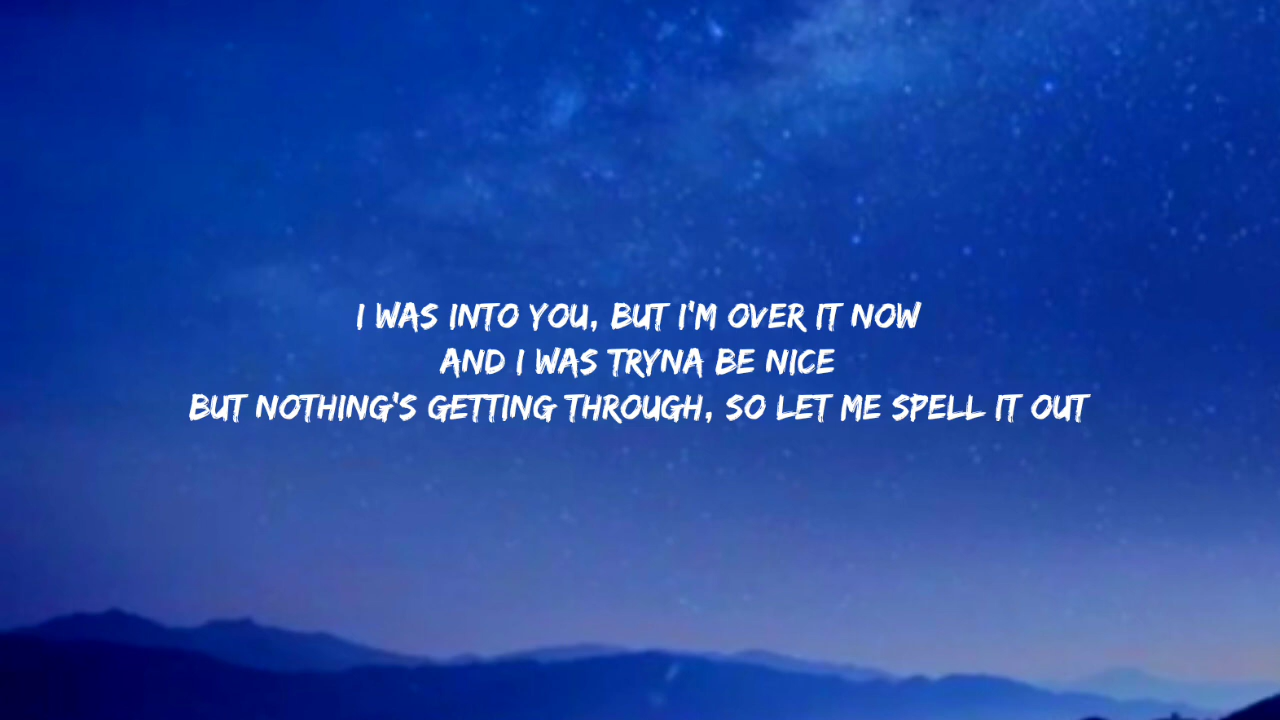 I WAS INTO YOU, BUT I'M OVER IT NOW
AND I WAS TRYNA BE NICE
BUT NOTHING'S GETTING THROUGH, SO LET ME SPELL IT OUT